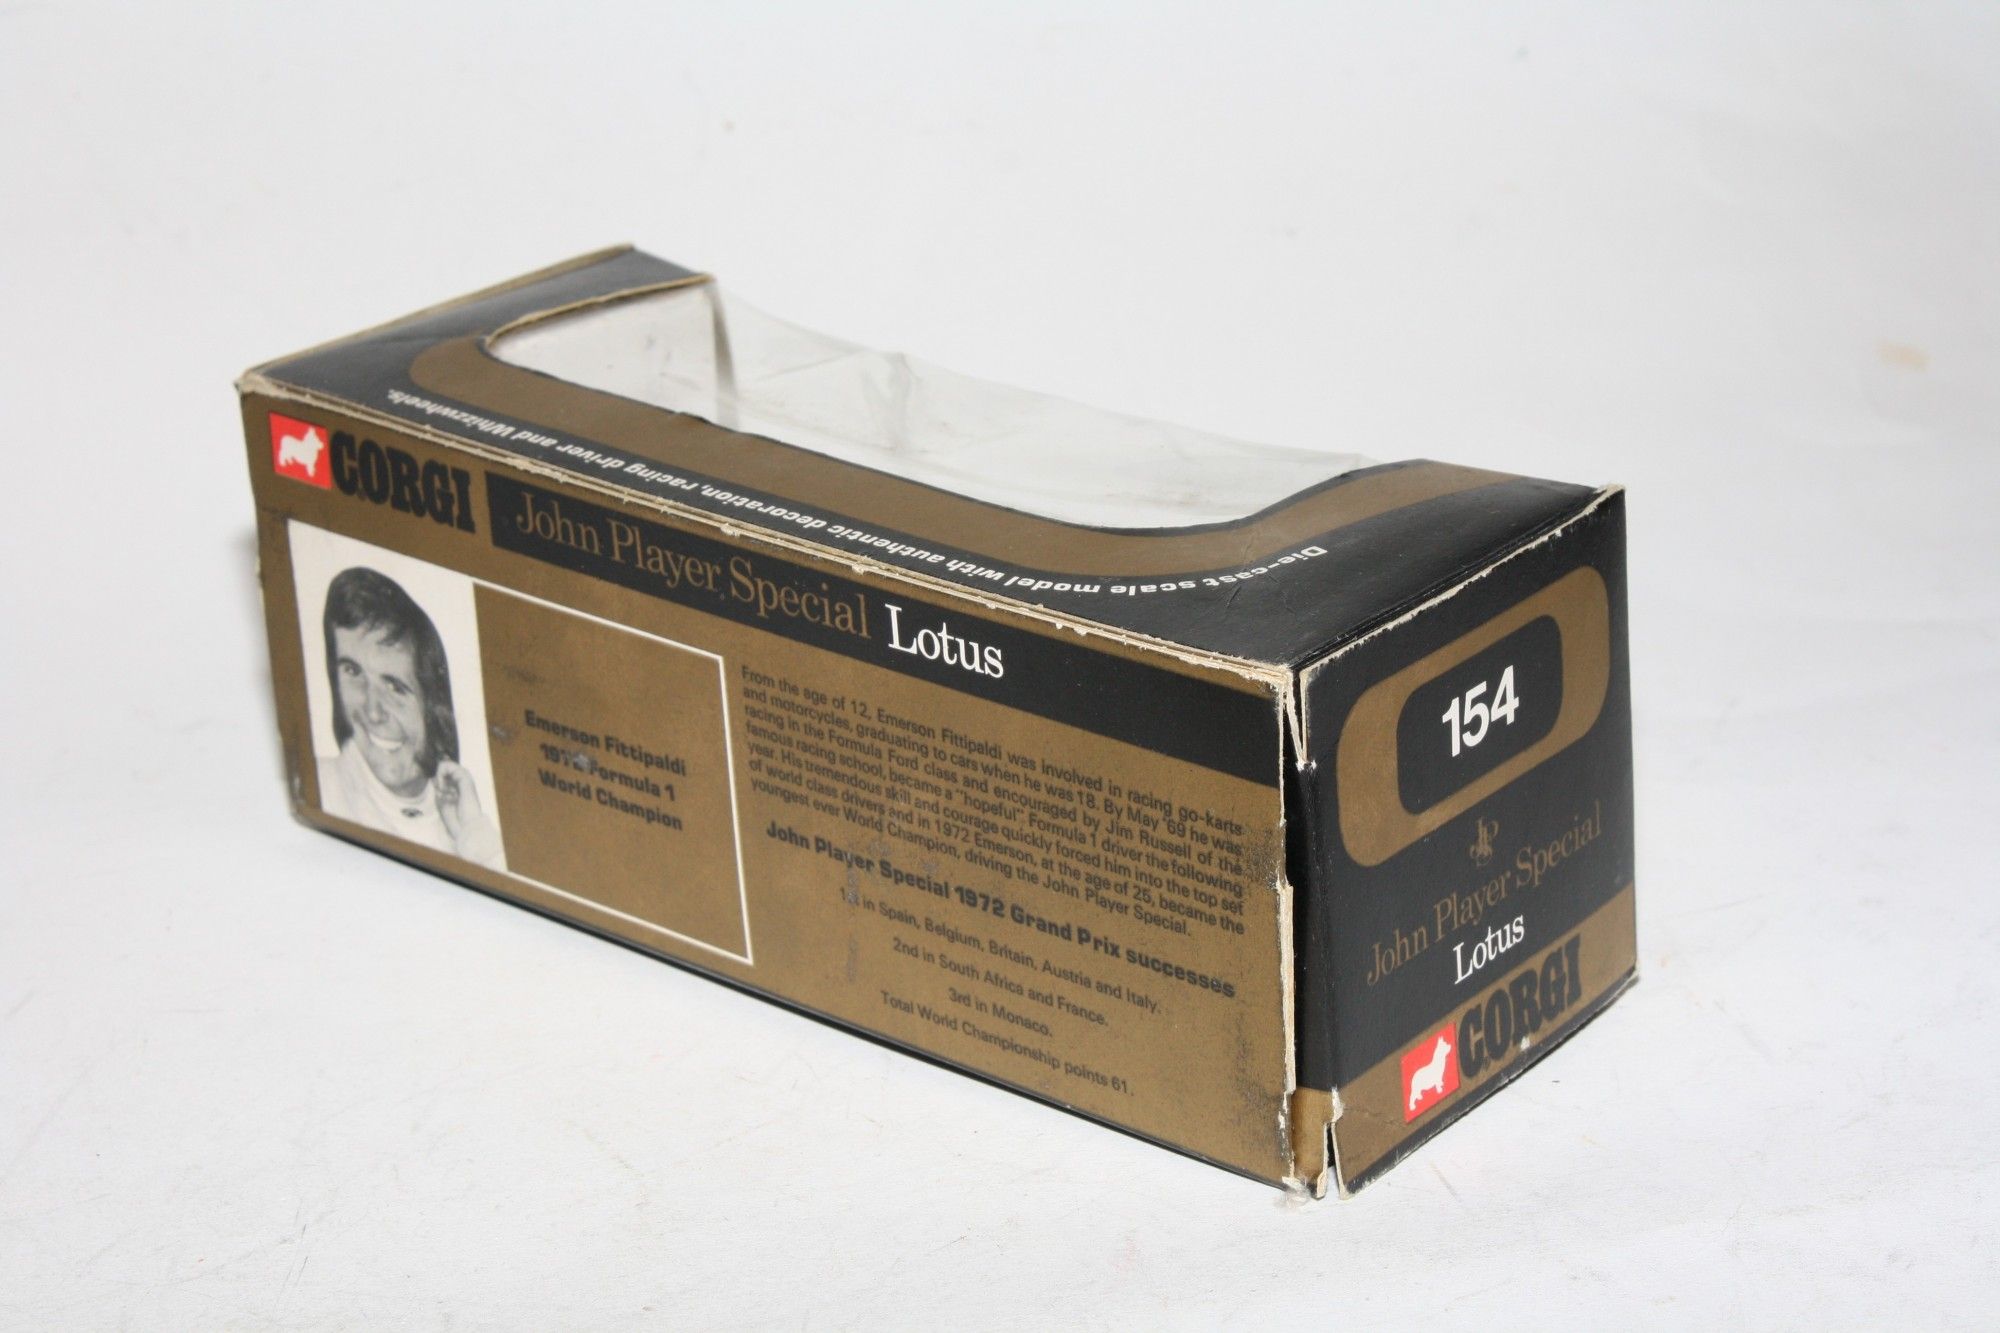 CORGI
John Player Special Lotus
Emerson Fittipaldi
1972 Formula 1
World Champion
From the age of 12, Emerson Fittipaldi was involved in racing go-karts
and motorcycles, graduating to cars when he was 18. By May '69 he was
racing in the Formula Ford class and encouraged by Jim Russell of the
famous racing school, became a "hopeful" Formula 1 driver the following
year. His tremendous skill and courage quickly forced him into the top set
of world class drivers and in 1972 Emerson, at the age of 25, became the
youngest ever World Champion, driving the John Player Special.
John Player Special 1972 Grand Prix successes
1st in Spain, Belgium, Britain, Austria and Italy.
2nd in South Africa and France.
3rd in Monaco.
Total World Championship points 61.
Die-cast scale model with authentic decoration, racing driver and Whizzwheels.
154
JPS
John Player Special
Lotus
CORGI